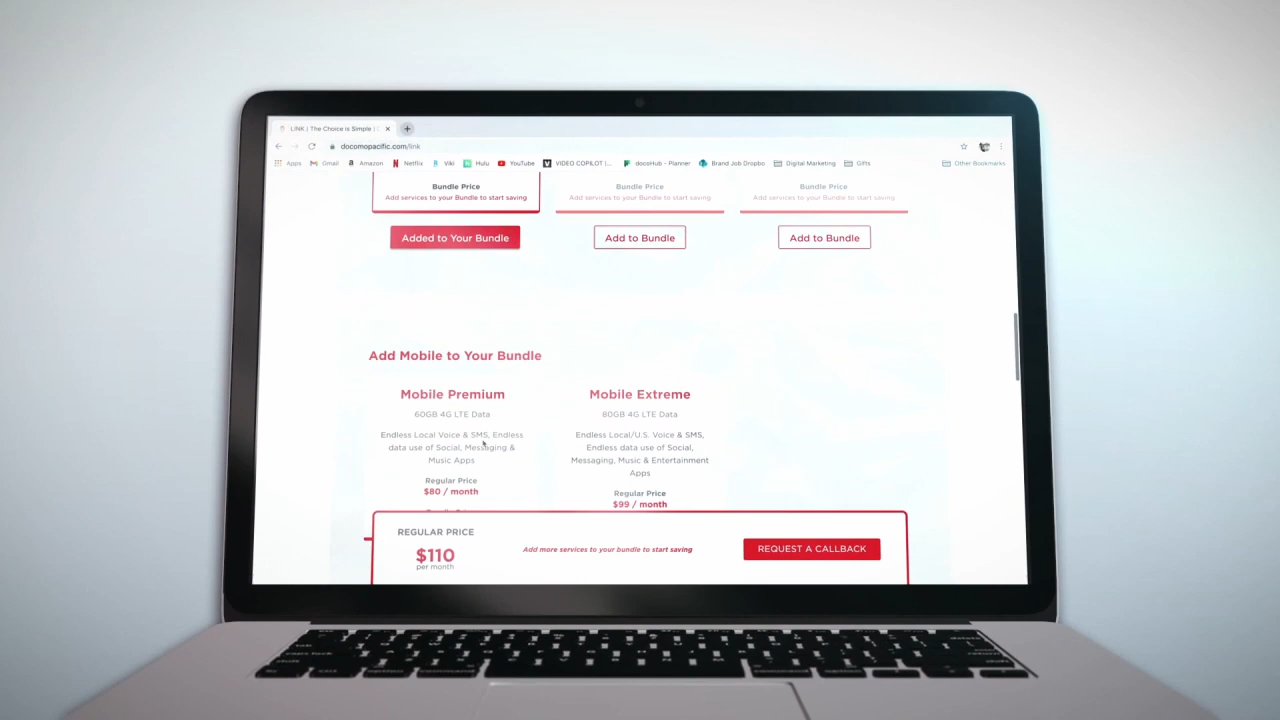 LINK | The Choice is Simple |
docomopacific.com/link
Apps Gmail Amazon Netflix Viki Hulu YouTube VIDEO COPILOT |... docoHub - Planner Brand Job Dropbo Digital Marketing Gifts Other Bookmarks
Bundle Price Bundle Price Bundle Price
Add services to your Bundle to start saving Add services to your Bundle to start saving Add services to your Bundle to start saving
Added to Your Bundle Add to Bundle Add to Bundle
Add Mobile to Your Bundle
Mobile Premium
60GB 4G LTE Data
Endless Local Voice & SMS, Endless
data use of Social, Messaging &
Music Apps
Regular Price
$80 / month
Mobile Extreme
80GB 4G LTE Data
Endless Local/U.S. Voice & SMS,
Endless data use of Social,
Messaging, Music & Entertainment
Apps
Regular Price
$99 / month
REGULAR PRICE
$110
per month
Add more services to your bundle to start saving
REQUEST A CALLBACK